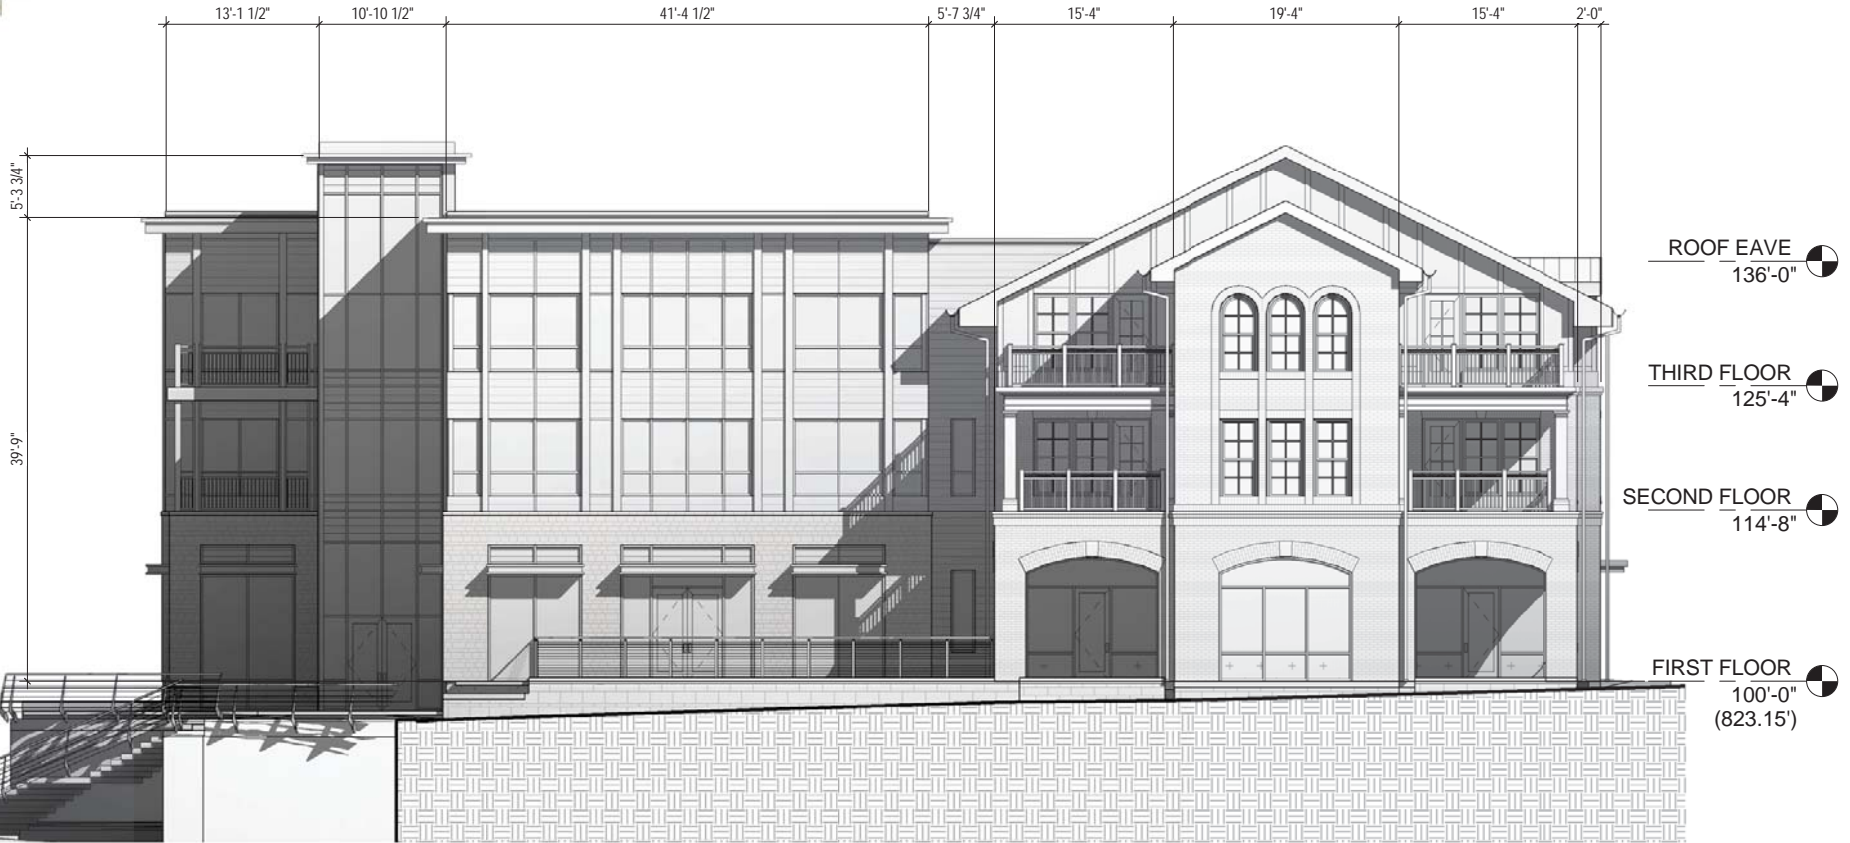 13'-1 1/2" 10'-10 1/2" 41'-4 1/2" 5'-7 3/4" 15'-4" 19'-4" 15'-4" 2'-0"
5'-3 3/4"
39'-9"
ROOF EAVE
136'-0"
THIRD FLOOR
125'-4"
SECOND FLOOR
114'-8"
FIRST FLOOR
100'-0"
(823.15')